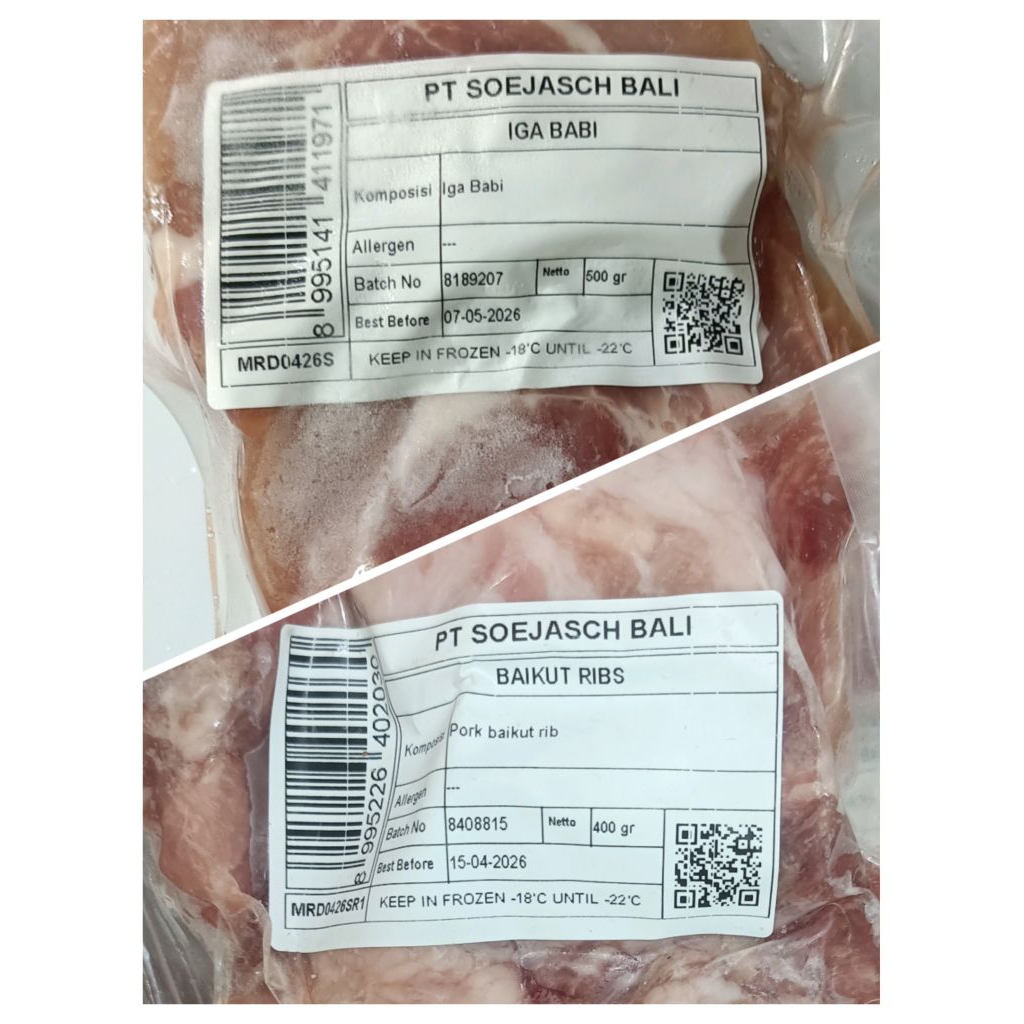 PT SOEJASCH BALI
IGA BABI
Komposisi Iga Babi
Allergen ---
Batch No 8189207 Netto 500 gr
Best Before 07-05-2026
KEEP IN FROZEN -18'C UNTIL -22'C
8 995141 411971
MRD0426S
PT SOEJASCH BALI
BAIKUT RIBS
Komposisi Pork baikut rib
Allergen ---
Batch No 8408815 Netto 400 gr
Best Before 15-04-2026
KEEP IN FROZEN -18'C UNTIL -22'C
8 995226
MRD0426SR1